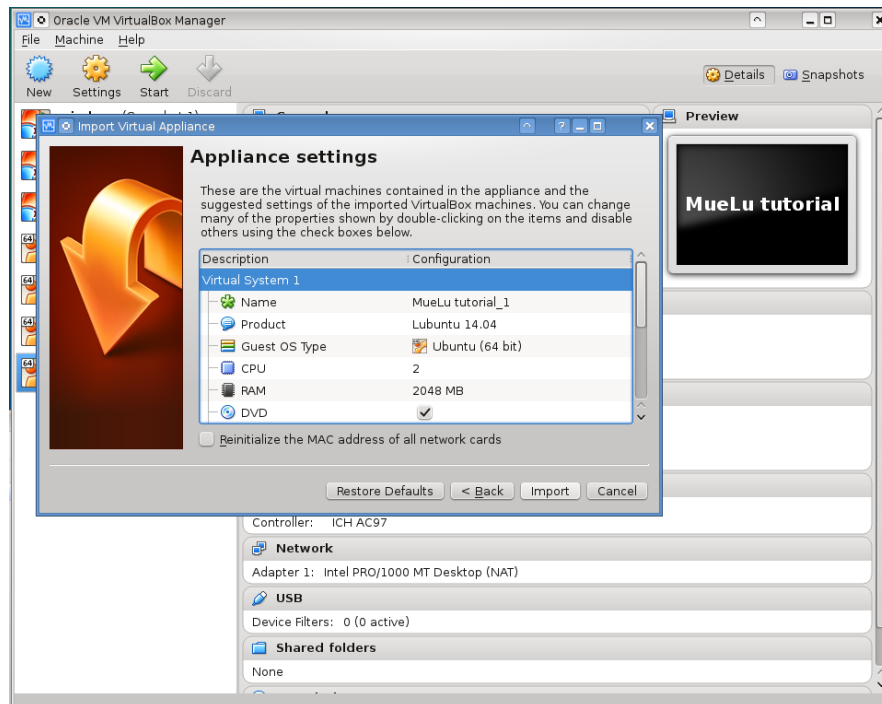 Oracle VM VirtualBox Manager
File Machine Help
New Settings Start Discard
Details Snapshots
Import Virtual Appliance
Preview
MueLu tutorial
Appliance settings
These are the virtual machines contained in the appliance and the
suggested settings of the imported VirtualBox machines. You can change
many of the properties shown by double-clicking on the items and disable
others using the check boxes below.
Description Configuration
Virtual System 1
Name MueLu tutorial_1
Product Lubuntu 14.04
Guest OS Type Ubuntu (64 bit)
CPU 2
RAM 2048 MB
DVD
Reinitialize the MAC address of all network cards
Restore Defaults < Back Import Cancel
64
64
64
64
Controller: ICH AC97
Network
Adapter 1: Intel PRO/1000 MT Desktop (NAT)
USB
Device Filters: 0 (0 active)
Shared folders
None